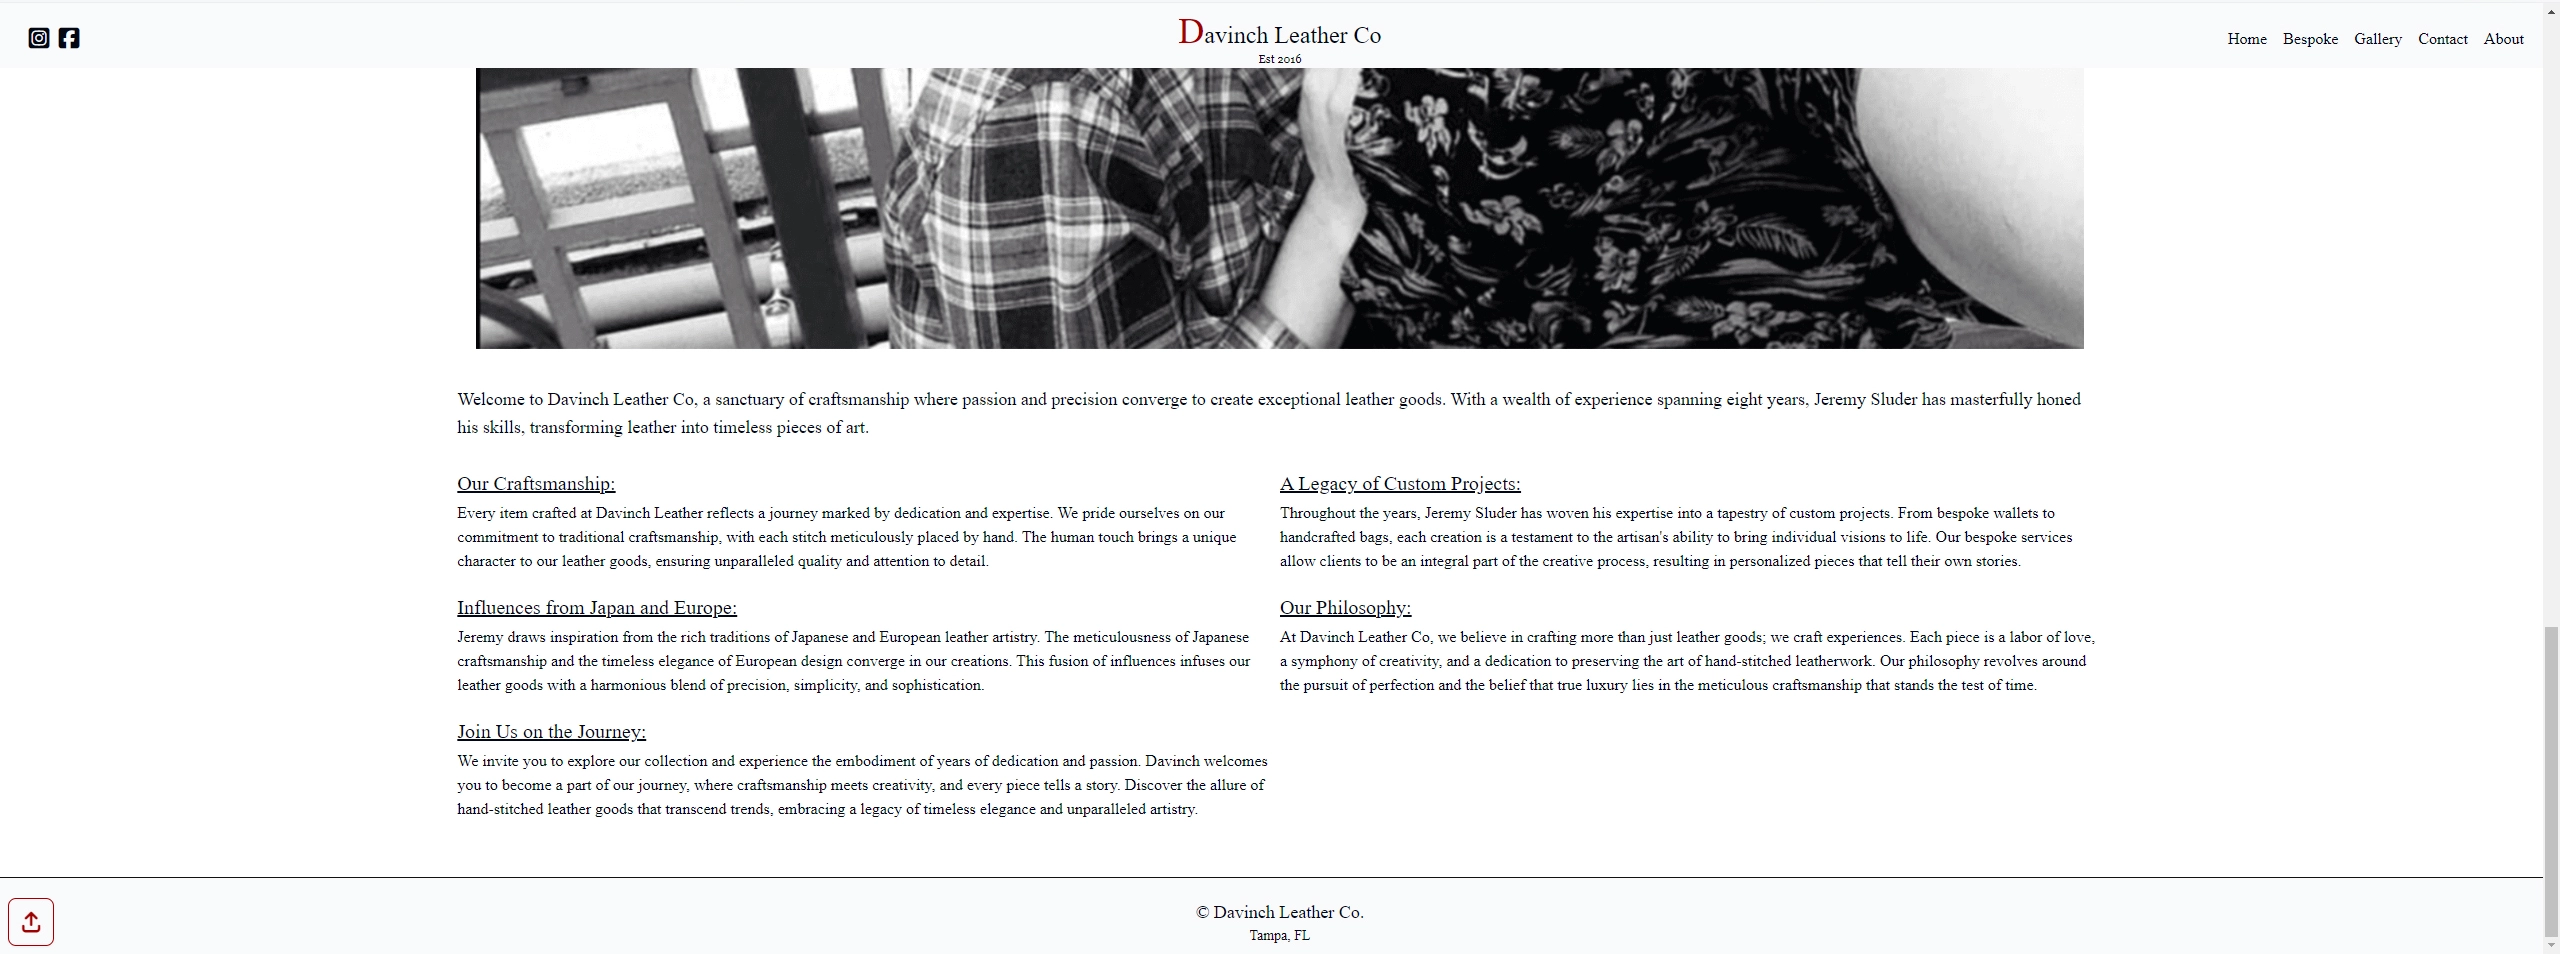 Davinch Leather Co
Est 2016
Home Bespoke Gallery Contact About
Welcome to Davinch Leather Co, a sanctuary of craftsmanship where passion and precision converge to create exceptional leather goods. With a wealth of experience spanning eight years, Jeremy Sluder has masterfully honed
his skills, transforming leather into timeless pieces of art.
Our Craftsmanship:
Every item crafted at Davinch Leather reflects a journey marked by dedication and expertise. We pride ourselves on our
commitment to traditional craftsmanship, with each stitch meticulously placed by hand. The human touch brings a unique
character to our leather goods, ensuring unparalleled quality and attention to detail.
A Legacy of Custom Projects:
Throughout the years, Jeremy Sluder has woven his expertise into a tapestry of custom projects. From bespoke wallets to
handcrafted bags, each creation is a testament to the artisan's ability to bring individual visions to life. Our bespoke services
allow clients to be an integral part of the creative process, resulting in personalized pieces that tell their own stories.
Influences from Japan and Europe:
Jeremy draws inspiration from the rich traditions of Japanese and European leather artistry. The meticulousness of Japanese
craftsmanship and the timeless elegance of European design converge in our creations. This fusion of influences infuses our
leather goods with a harmonious blend of precision, simplicity, and sophistication.
Our Philosophy:
At Davinch Leather Co, we believe in crafting more than just leather goods; we craft experiences. Each piece is a labor of love,
a symphony of creativity, and a dedication to preserving the art of hand-stitched leatherwork. Our philosophy revolves around
the pursuit of perfection and the belief that true luxury lies in the meticulous craftsmanship that stands the test of time.
Join Us on the Journey:
We invite you to explore our collection and experience the embodiment of years of dedication and passion. Davinch welcomes
you to become a part of our journey, where craftsmanship meets creativity, and every piece tells a story. Discover the allure of
hand-stitched leather goods that transcend trends, embracing a legacy of timeless elegance and unparalleled artistry.
© Davinch Leather Co.
Tampa, FL